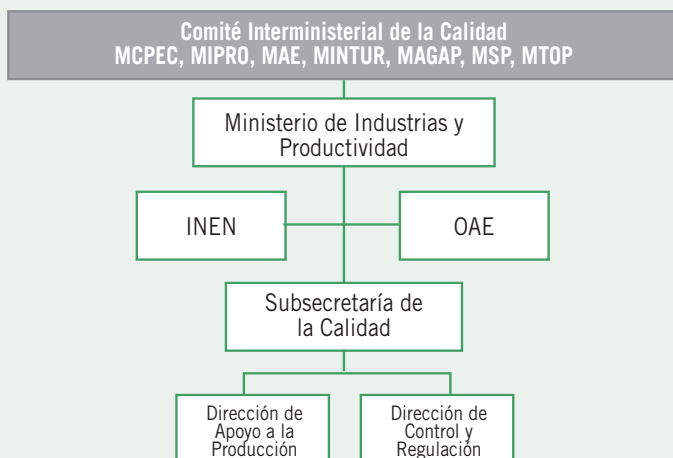 Comité Interministerial de la Calidad
MCPEC, MIPRO, MAE, MINTUR, MAGAP, MSP, MTOP
Ministerio de Industrias y
Productividad
INEN
OAE
Subsecretaría de
la Calidad
Dirección de
Apoyo a la
Producción
Dirección de
Control y
Regulación